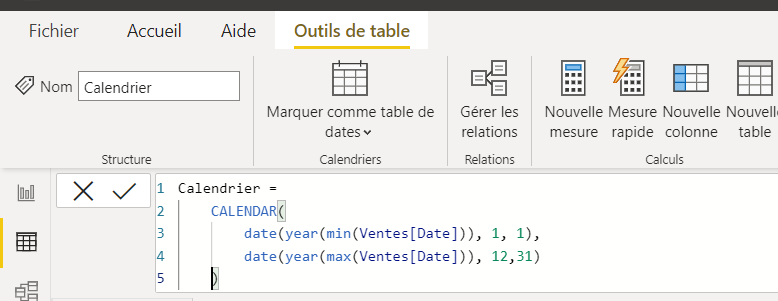 Fichier Accueil Aide Outils de table
Nom Calendrier
Marquer comme table de
dates
Gérer les
relations
Nouvelle
mesure
Mesure
rapide
Nouvelle
colonne
Nouvelle
table
Structure Calendriers Relations Calculs
1 Calendrier =
2 CALENDAR(
3 date(year(min(Ventes[Date])), 1, 1),
4 date(year(max(Ventes[Date])), 12,31)
5 )